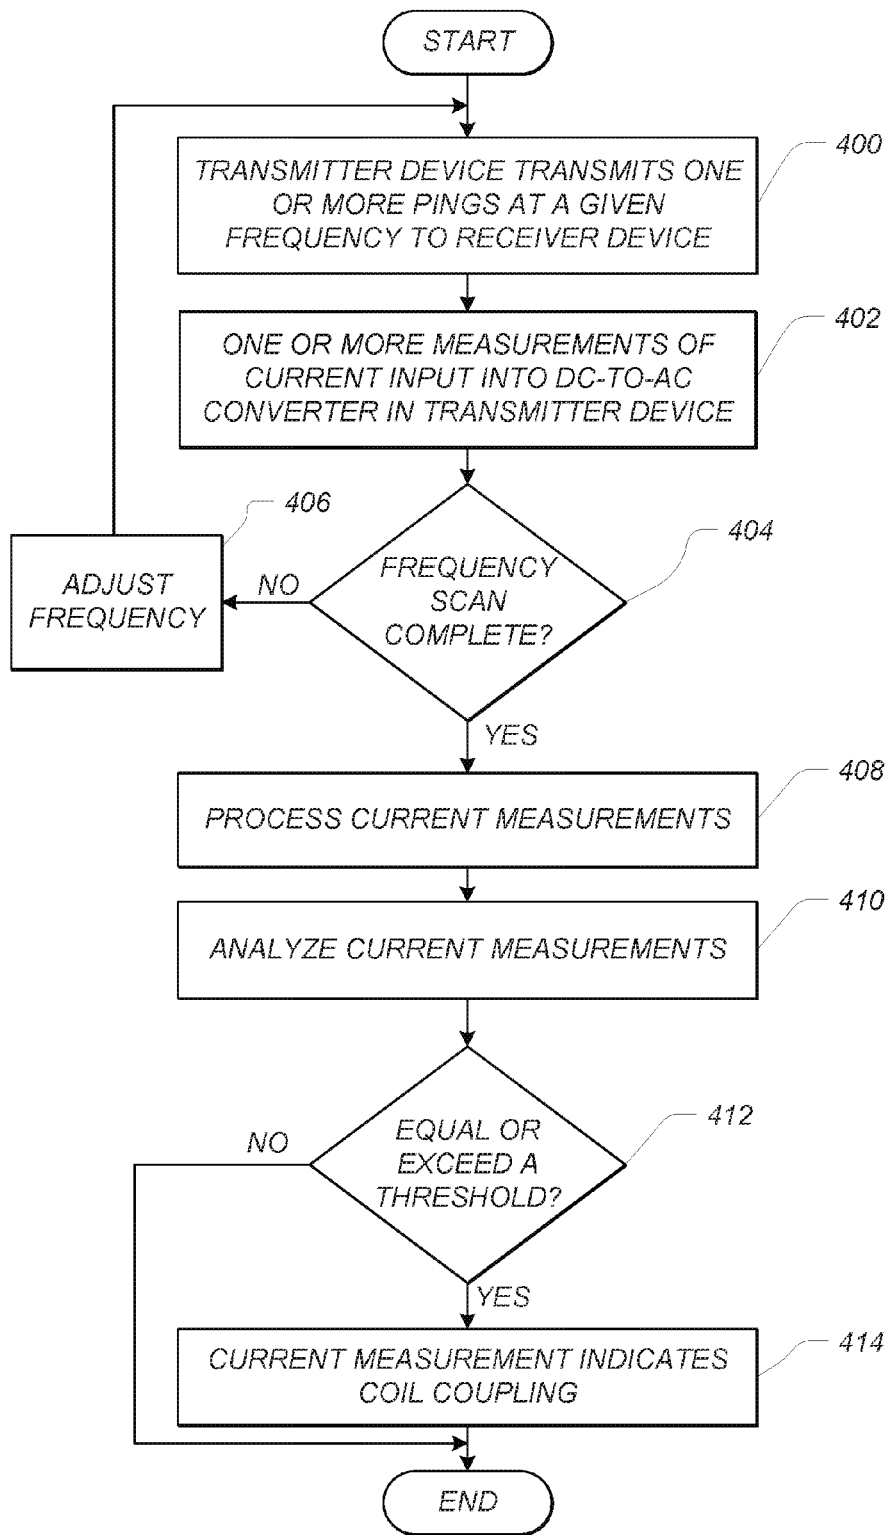 START
400
TRANSMITTER DEVICE TRANSMITS ONE
OR MORE PINGS AT A GIVEN
FREQUENCY TO RECEIVER DEVICE
402
ONE OR MORE MEASUREMENTS OF
CURRENT INPUT INTO DC-TO-AC
CONVERTER IN TRANSMITTER DEVICE
406
404
ADJUST
FREQUENCY
NO
FREQUENCY
SCAN
COMPLETE?
YES
408
PROCESS CURRENT MEASUREMENTS
410
ANALYZE CURRENT MEASUREMENTS
412
NO
EQUAL OR
EXCEED A
THRESHOLD?
YES
414
CURRENT MEASUREMENT INDICATES
COIL COUPLING
END